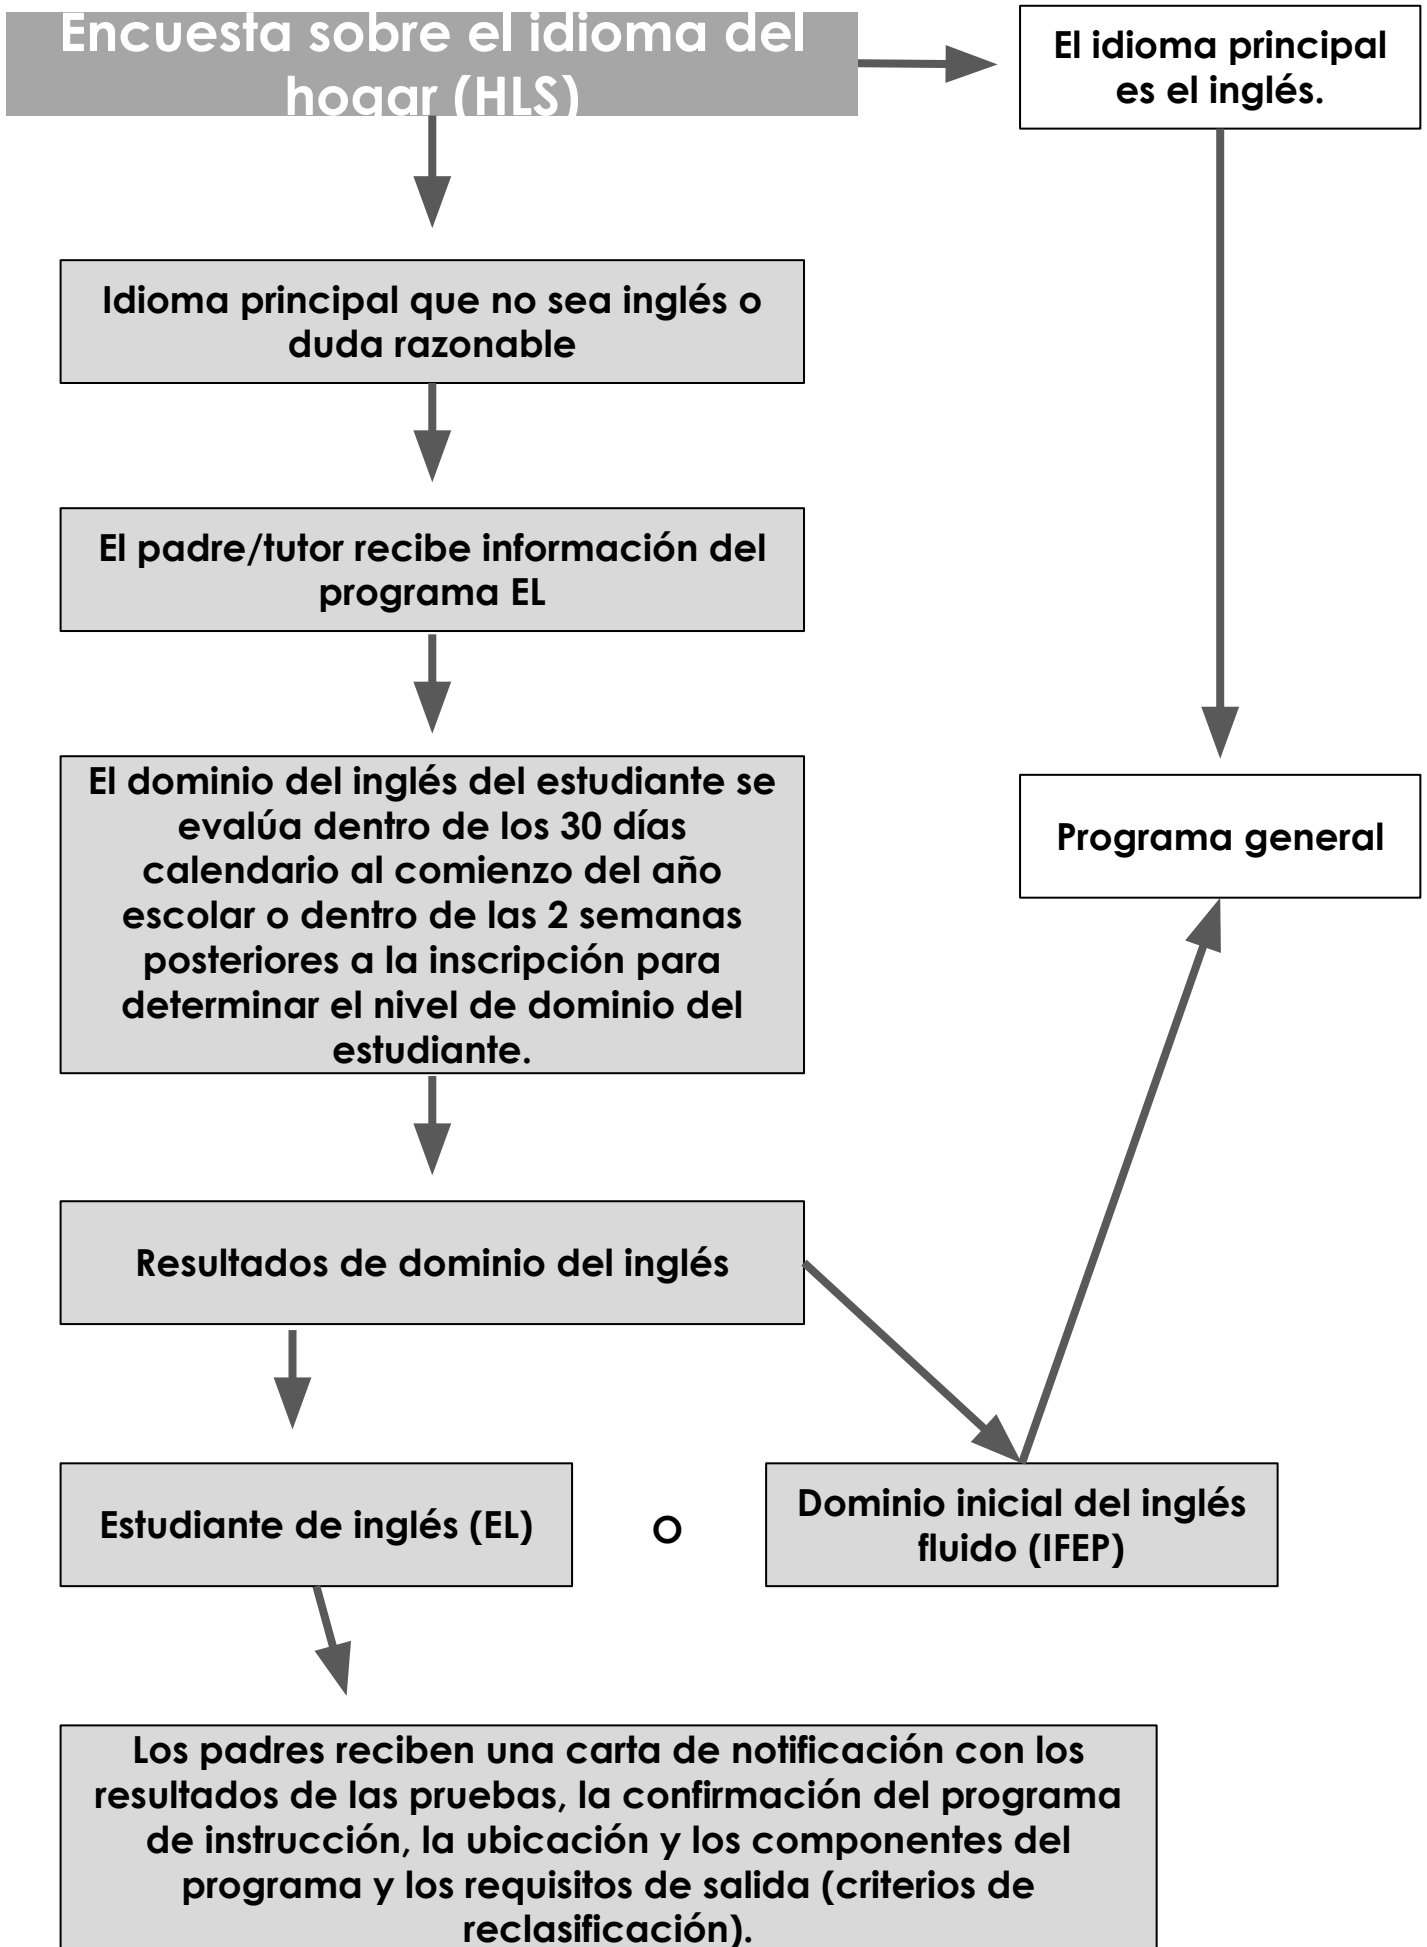 Encuesta sobre el idioma del
hogar (HLS)
El idioma principal
es el inglés.
Idioma principal que no sea inglés o
duda razonable
El padre/tutor recibe información del
programa EL
El dominio del inglés del estudiante se
evalúa dentro de los 30 días
calendario al comienzo del año
escolar o dentro de las 2 semanas
posteriores a la inscripción para
determinar el nivel de dominio del
estudiante.
Programa general
Resultados de dominio del inglés
Estudiante de inglés (EL)
o
Dominio inicial del inglés
fluido (IFEP)
Los padres reciben una carta de notificación con los
resultados de las pruebas, la confirmación del programa
de instrucción, la ubicación y los componentes del
programa y los requisitos de salida (criterios de
reclasificación).